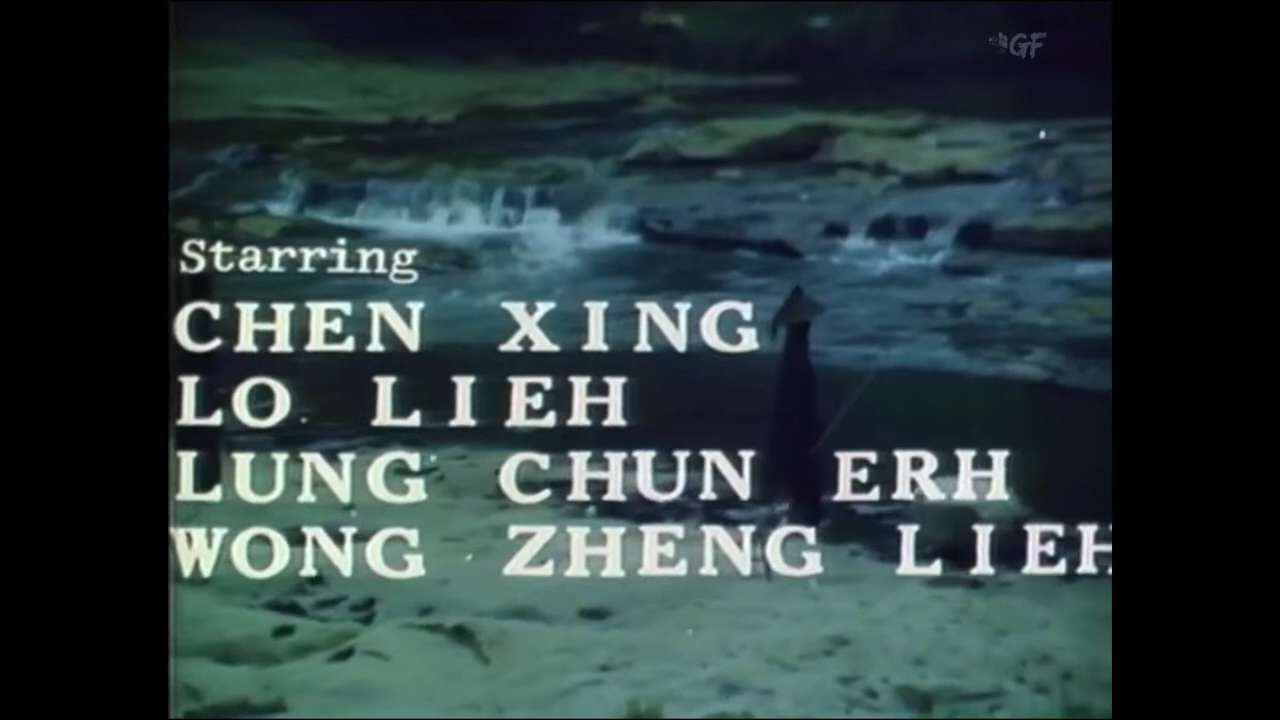 GF
Starring
CHEN XING
LO LIEH
LUNG CHUN ERH
WONG ZHENG LIEH